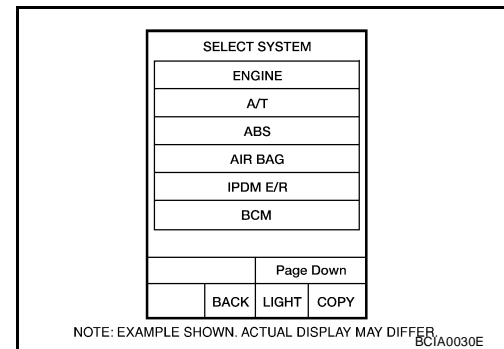 SELECT SYSTEM
ENGINE
A/T
ABS
AIR BAG
IPDM E/R
BCM
Page Down
BACK LIGHT COPY
NOTE: EXAMPLE SHOWN. ACTUAL DISPLAY MAY DIFFER.
BCIA0030E